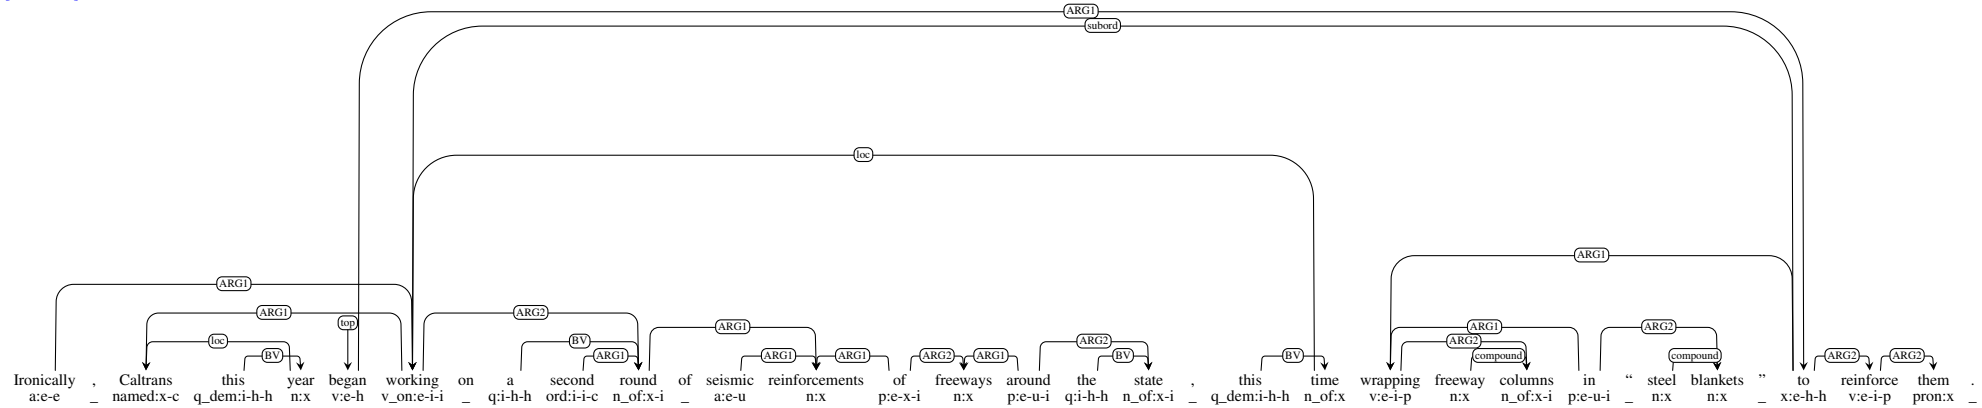 ARG1
subord
loc
ARG1
ARG1
ARG1
ARG2
top
ARG1
ARG1
ARG2
loc
BV
ARG2
ARG2
BV
ARG1
ARG1
ARG1
ARG2
ARG1
BV
BV
compound
compound
ARG2
ARG2
Ironically , Caltrans this year began working on a second round of seismic reinforcements of freeways around the state , this time wrapping freeway columns in “ steel blankets ” to reinforce them .
a:e-e _ named:x-c q_dem:i-h-h n:x v:e-h v_on:e-i-i _ q:i-h-h ord:i-i-c n_of:x-i _ a:e-u n:x p:e-x-i n:x p:e-u-i q:i-h-h n_of:x-i _ q_dem:i-h-h n_of:x v:e-i-p n:x n_of:x-i p:e-u-i _ n:x n:x _ x:e-h-h v:e-i-p pron:x _